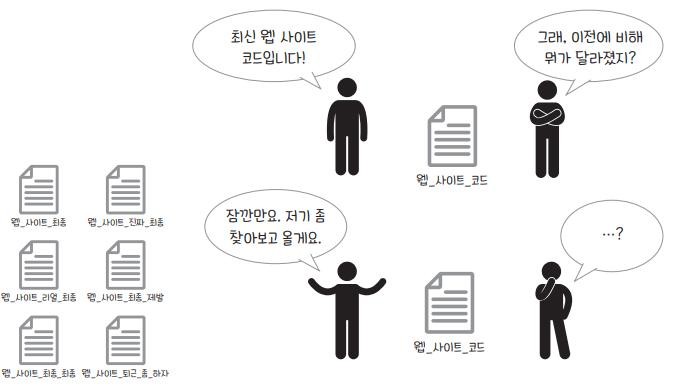 최신 웹 사이트
코드입니다!
그래, 이전에 비해
뭐가 달라졌지?
웹_사이트_코드
잠깐만요. 저기 좀
찾아보고 올게요.
…?
웹_사이트_코드
웹_사이트_최종
웹_사이트_진짜_최종
웹_사이트_리얼_최종
웹_사이트_최종_제발
웹_사이트_최종_최종
웹_사이트_퇴근_좀_하자